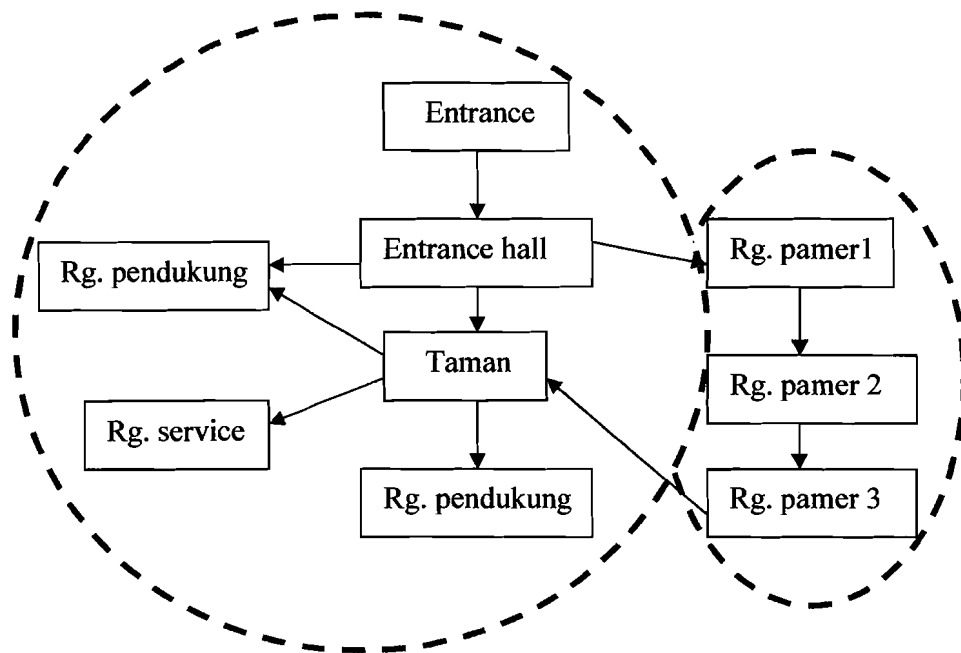 Entrance
Entrance hall
Rg. pamer1
Rg. pendukung
Taman
Rg. pamer 2
Rg. service
Rg. pendukung
Rg. pamer 3